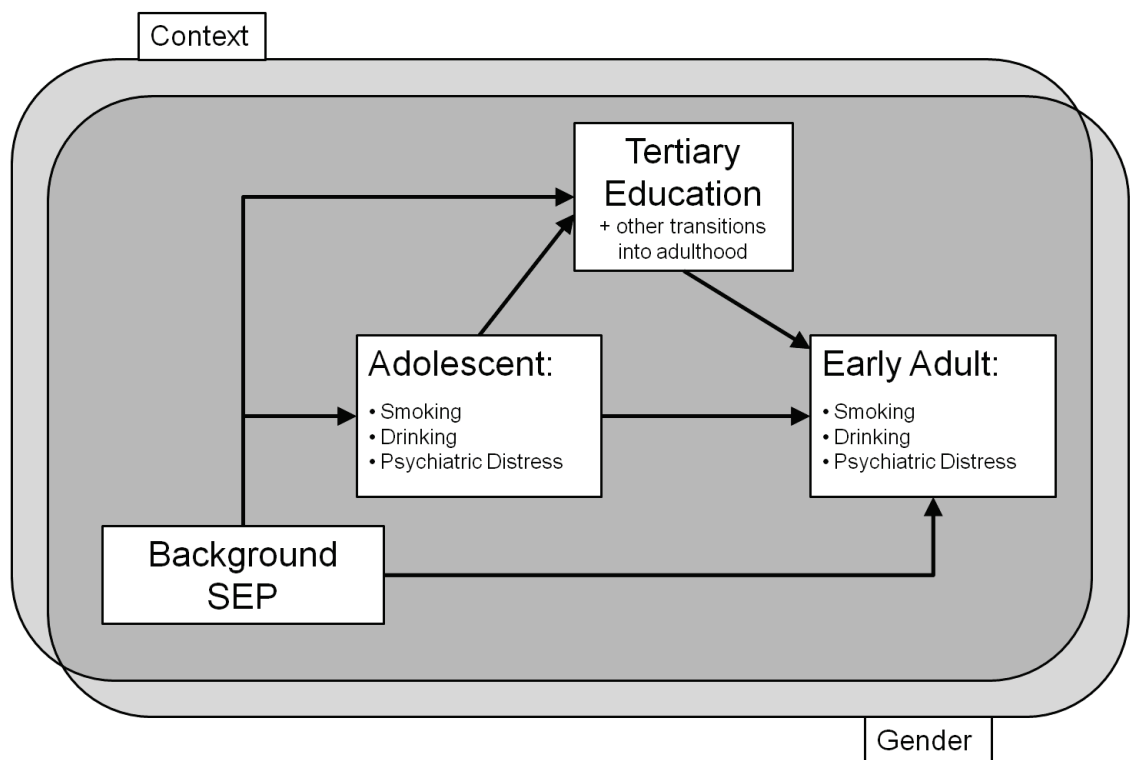 Context
Tertiary
Education
+ other transitions
into adulthood
Adolescent:
• Smoking
• Drinking
• Psychiatric Distress
Early Adult:
• Smoking
• Drinking
• Psychiatric Distress
Background
SEP
Gender